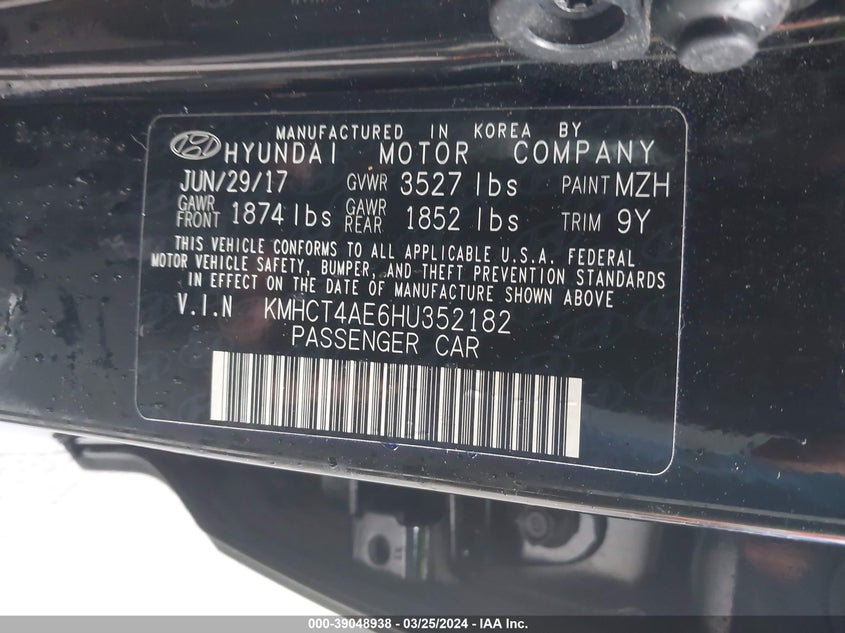 MANUFACTURED IN KOREA BY
HYUNDAI MOTOR COMPANY
JUN/29/17 GVWR 3527 lbs PAINT MZH
GAWR FRONT 1874 lbs GAWR REAR 1852 lbs TRIM 9Y
THIS VEHICLE CONFORMS TO ALL APPLICABLE U.S.A. FEDERAL
MOTOR VEHICLE SAFETY, BUMPER, AND THEFT PREVENTION STANDARDS
IN EFFECT ON THE DATE OF MANUFACTURE SHOWN ABOVE
V.I.N KMHCT4AE6HU352182
PASSENGER CAR
000-39048938 - 03/25/2024 - IAA Inc.